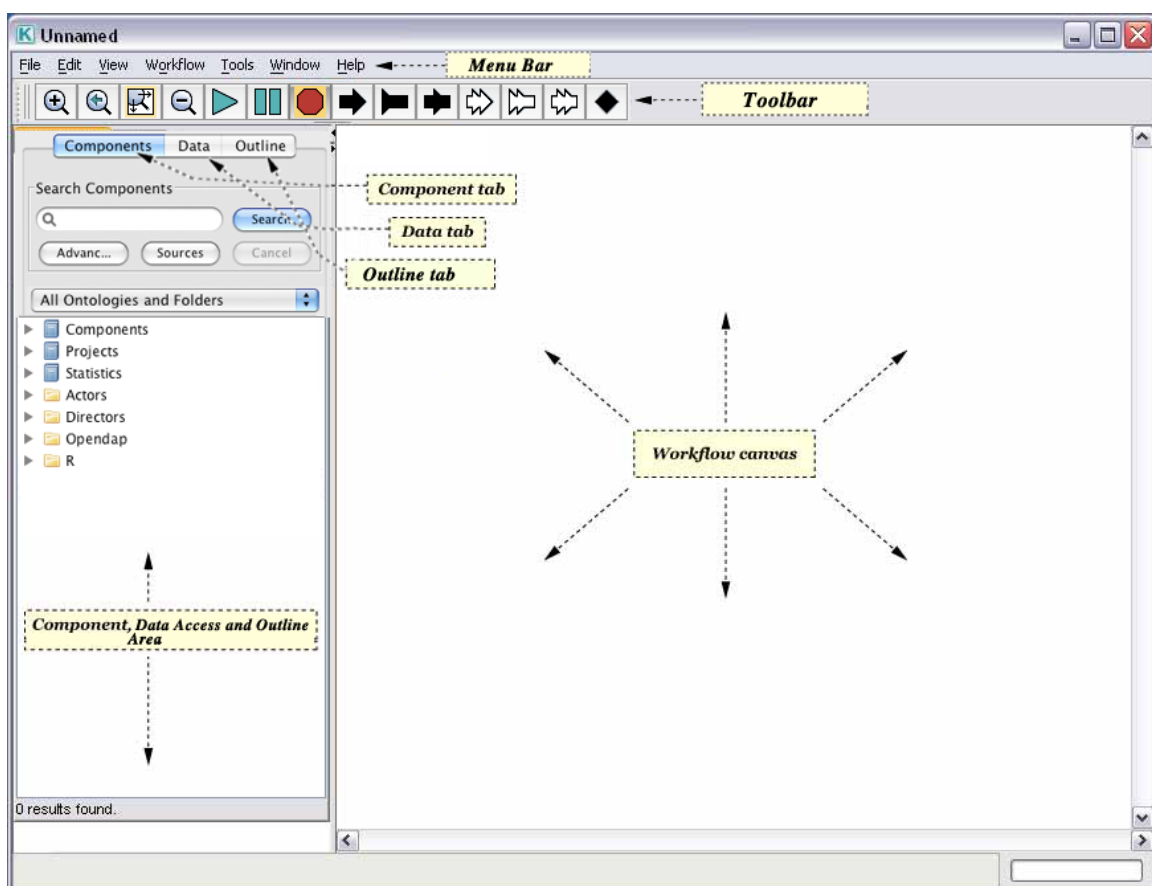 K Unnamed
File Edit View Workflow Tools Window Help Menu Bar
Toolbar
Components Data Outline
Component tab
Search Components
Search
Data tab
Advanc... Sources Cancel
Outline tab
All Ontologies and Folders
Components
Projects
Statistics
Actors
Directors
Opendap
R
Workflow canvas
Component, Data Access and Outline
Area
0 results found.